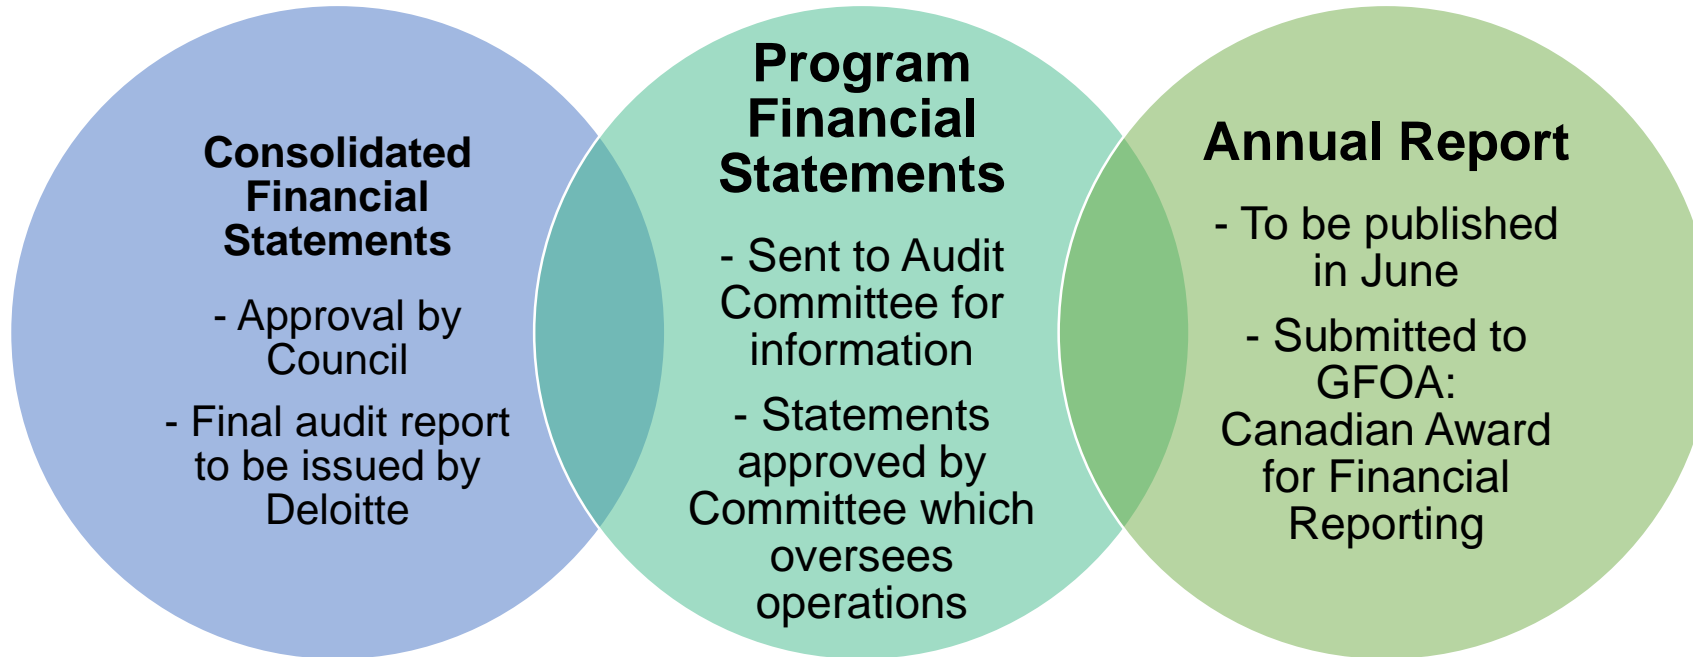 Consolidated
Financial
Statements
- Approval by
Council
- Final audit report
to be issued by
Deloitte
Program
Financial
Statements
- Sent to Audit
Committee for
information
- Statements
approved by
Committee which
oversees
operations
Annual Report
- To be published
in June
- Submitted to
GFOA:
Canadian Award
for Financial
Reporting